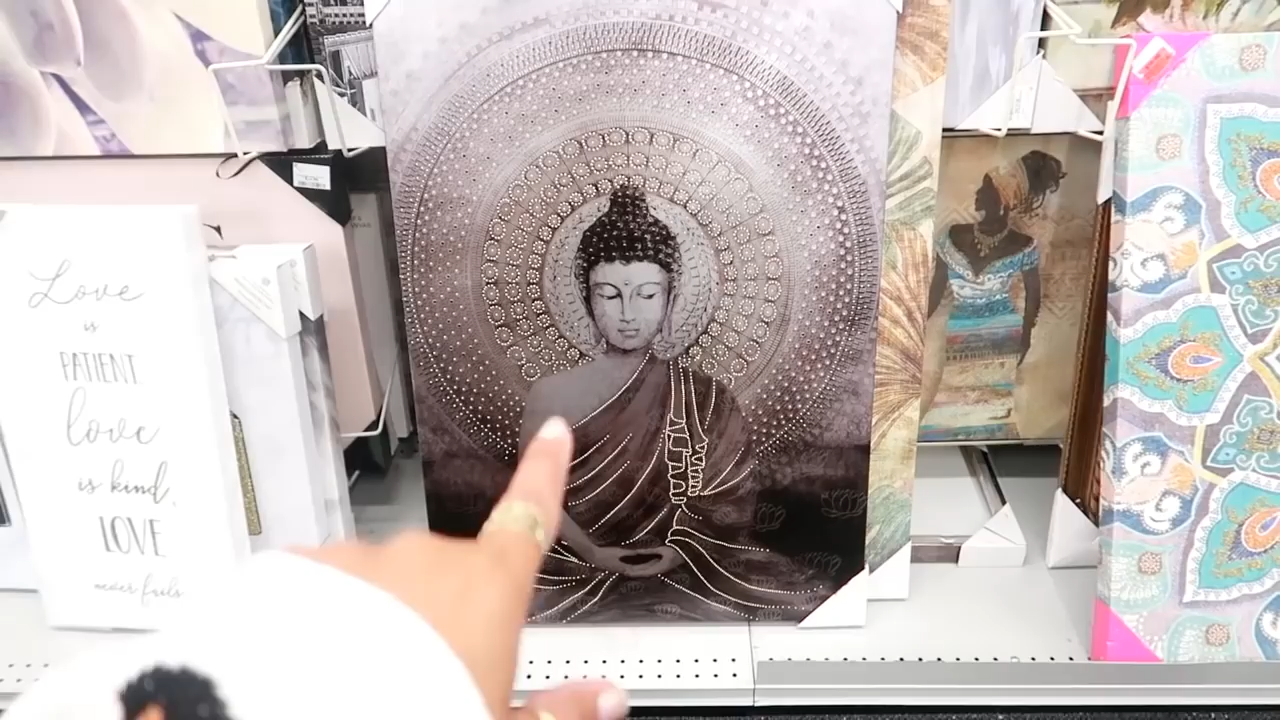 Love
is
PATIENT
love
is kind,
LOVE
never fails